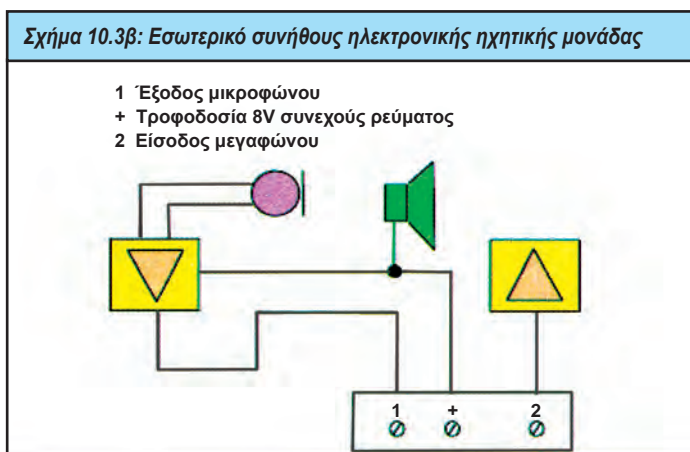 Σχήμα 10.3β: Εσωτερικό συνήθους ηλεκτρονικής ηχητικής μονάδας
1 Έξοδος μικροφώνου
+ Τροφοδοσία 8V συνεχούς ρεύματος
2 Είσοδος μεγαφώνου
1 + 2